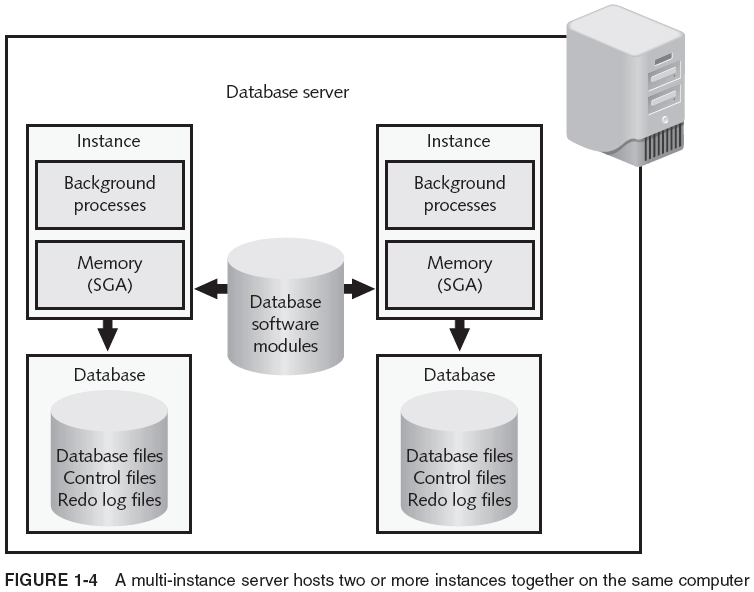 Database server
Instance
Background
processes
Memory
(SGA)
Database
Database files
Control files
Redo log files
Database
software
modules
Instance
Background
processes
Memory
(SGA)
Database
Database files
Control files
Redo log files
FIGURE 1-4 A multi-instance server hosts two or more instances together on the same computer